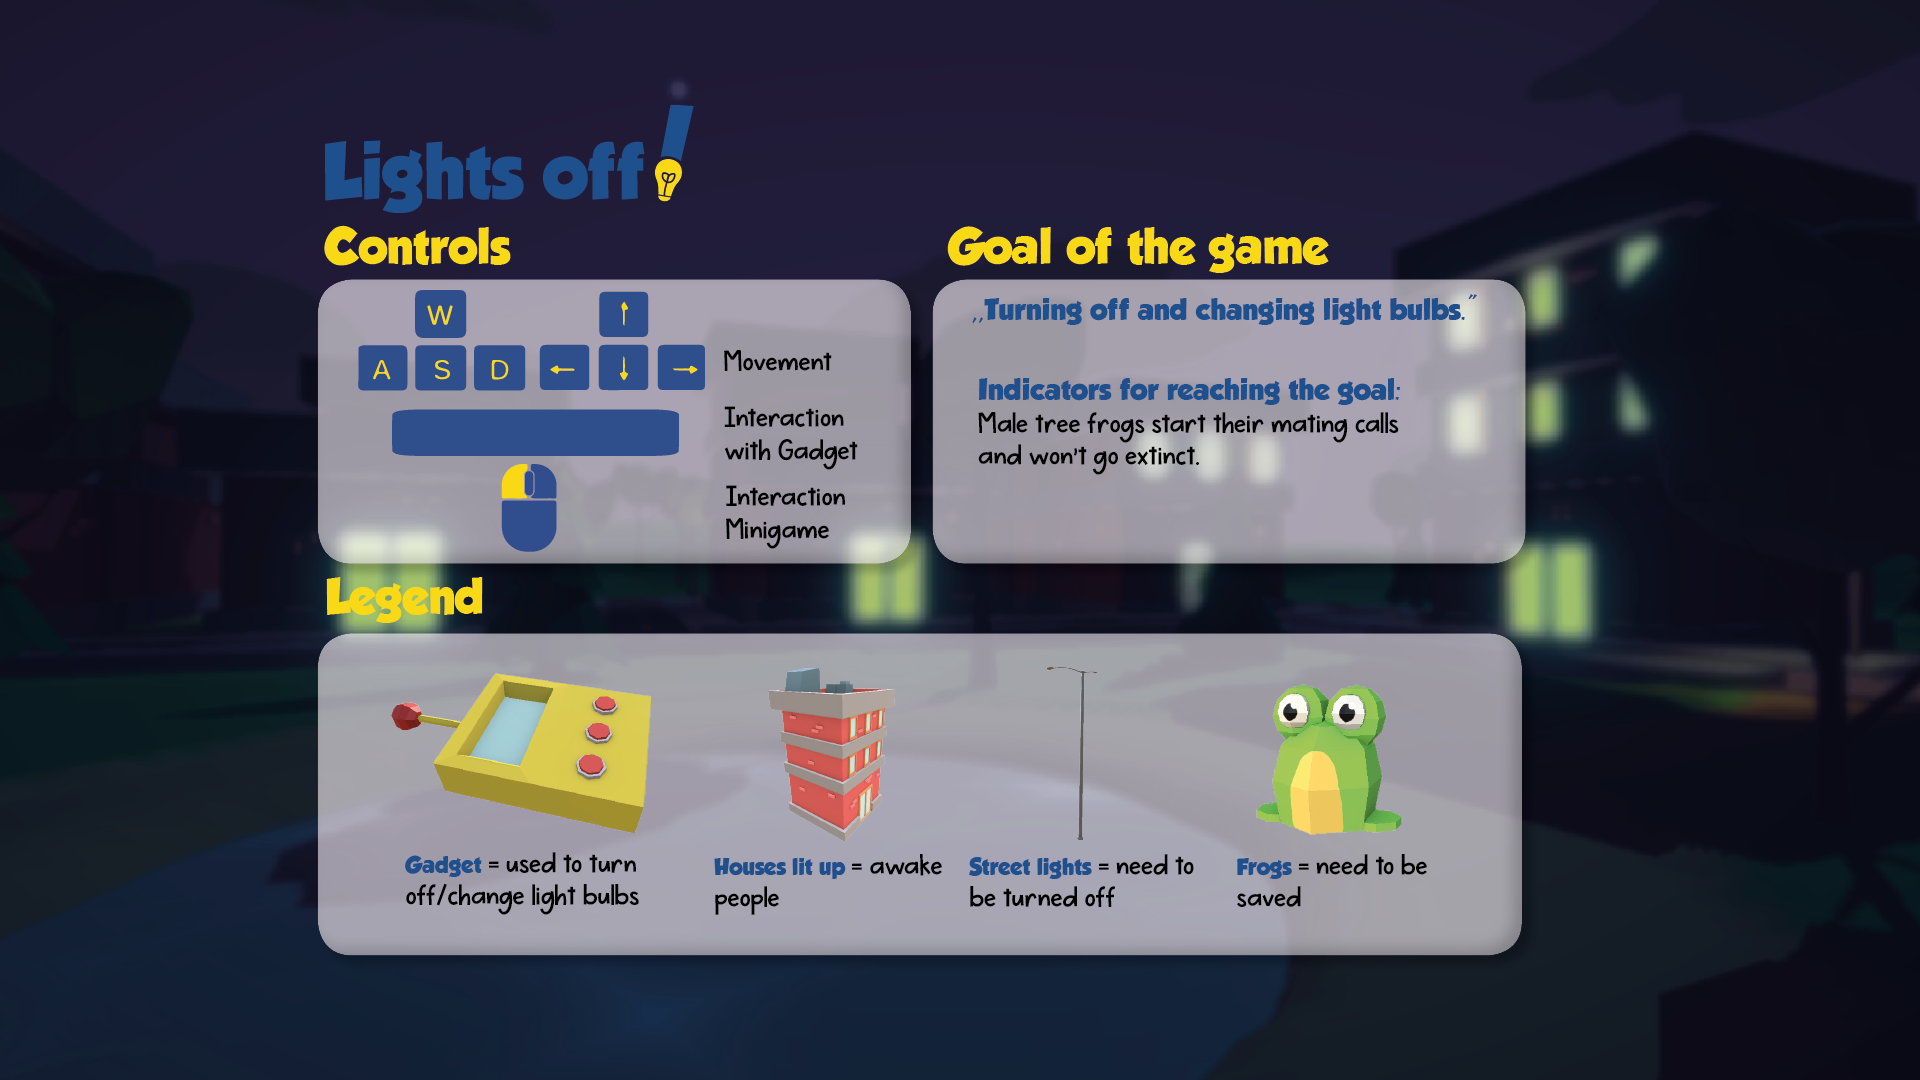 Lights off!
Controls
W
↑
A S D ← ↓ →
Movement
Interaction
with Gadget
Interaction
Minigame
Goal of the game
„Turning off and changing light bulbs.”
Indicators for reaching the goal:
Male tree frogs start their mating calls
and won't go extinct.
Legend
Gadget = used to turn
off/change light bulbs
Houses lit up = awake
people
Street lights = need to
be turned off
Frogs = need to be
saved